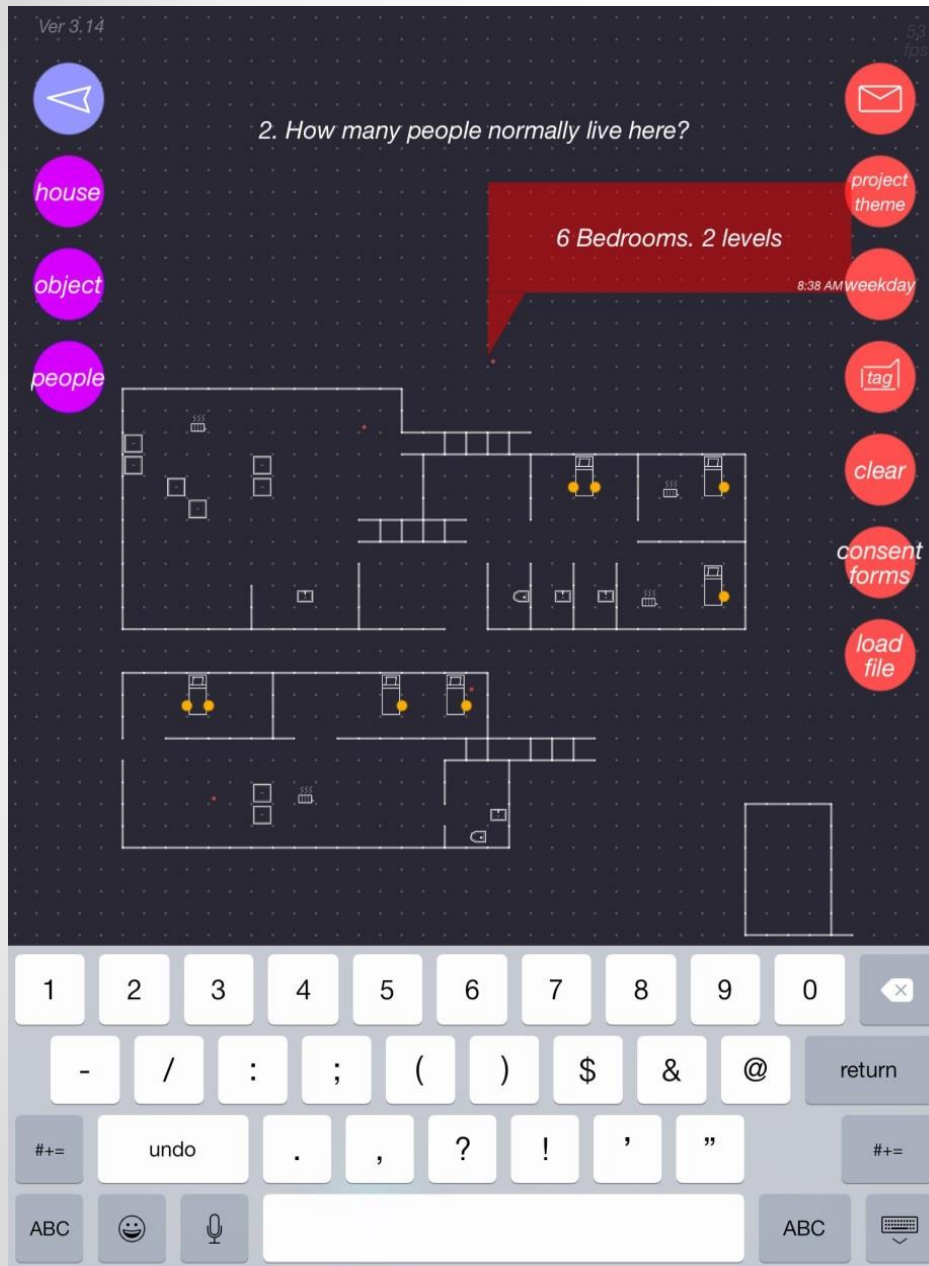 Ver 3.14
53
fps
2. How many people normally live here?
house
object
people
6 Bedrooms. 2 levels
project
theme
8:38 AM weekday
tag
clear
consent
forms
load
file
1 2 3 4 5 6 7 8 9 0
- / : ; ( ) $ & @ return
#+= undo . , ? ! ’ ” #+=
ABC ABC